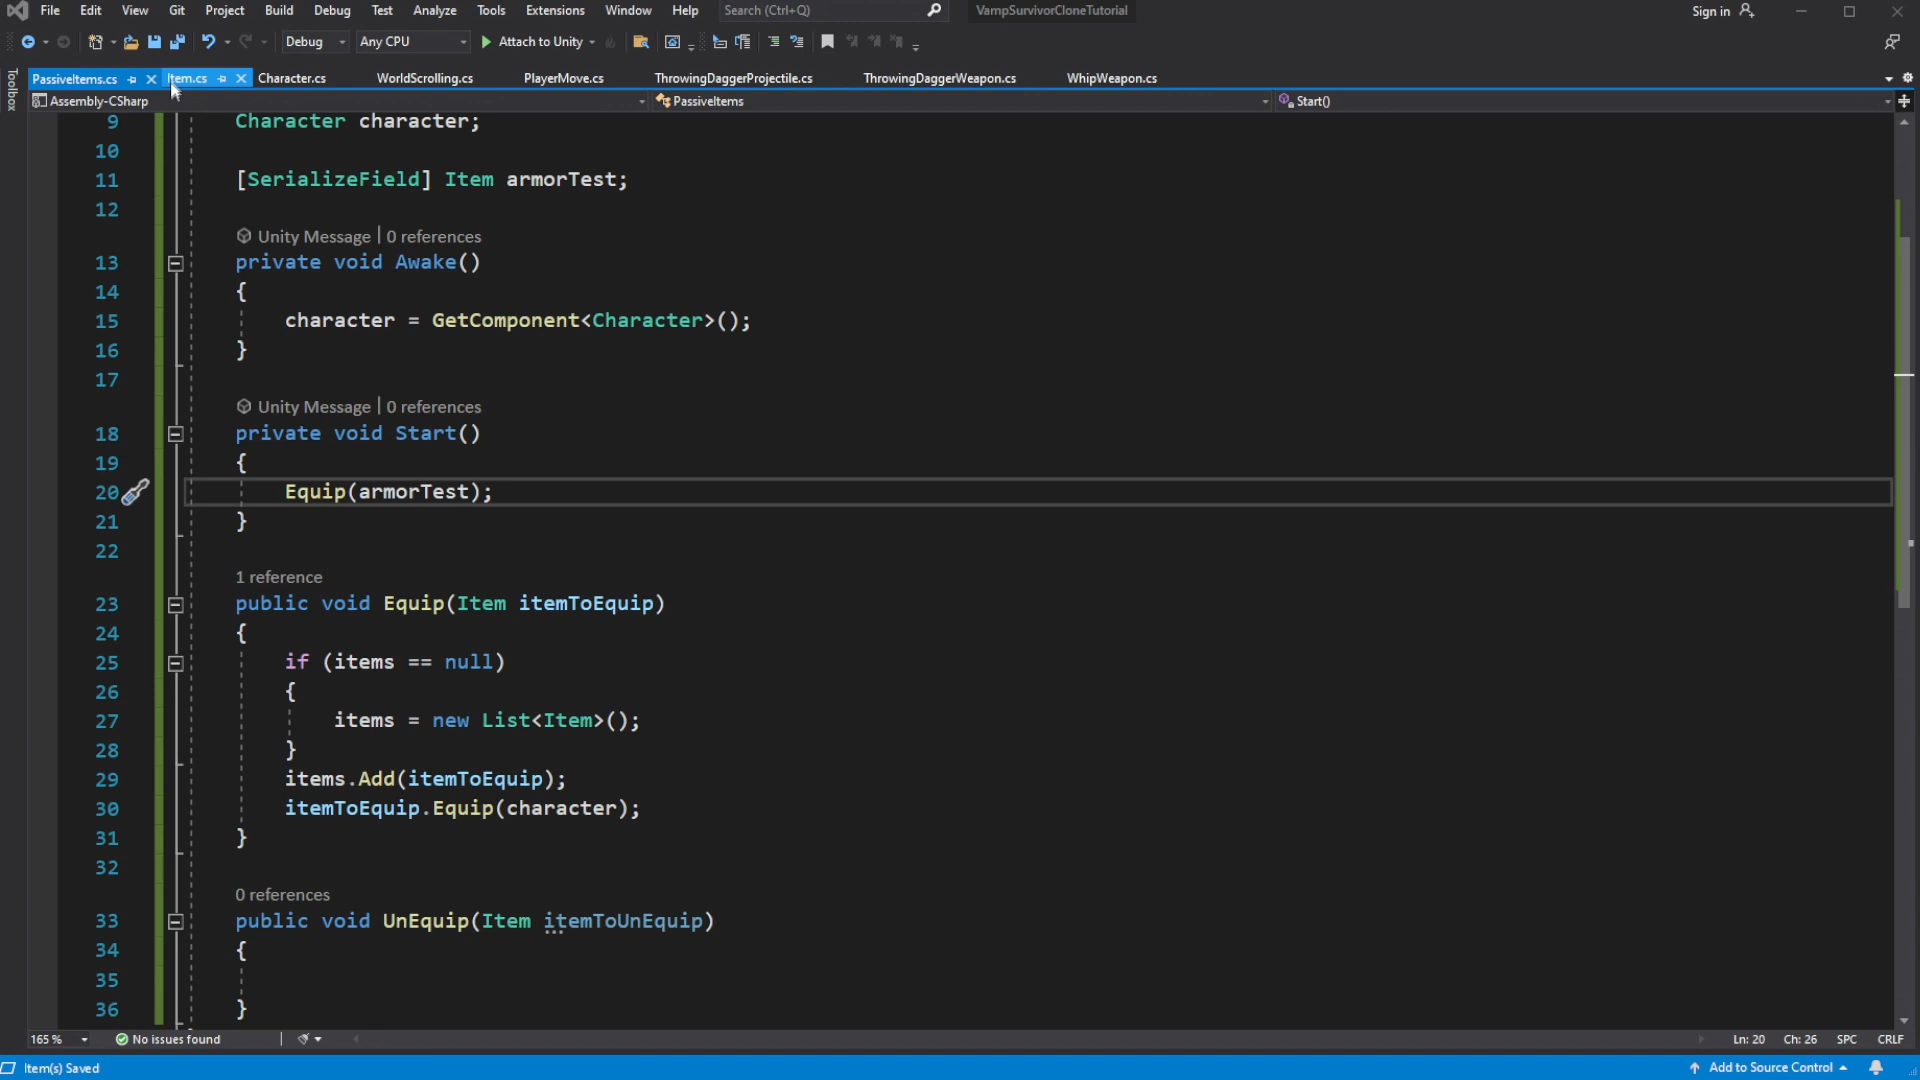 File Edit View Git Project Build Debug Test Analyze Tools Extensions Window Help Search (Ctrl+Q) VampSurvivorCloneTutorial Sign in
Debug Any CPU Attach to Unity
Toolbox
PassiveItems.cs Item.cs Character.cs WorldScrolling.cs PlayerMove.cs ThrowingDaggerProjectile.cs ThrowingDaggerWeapon.cs WhipWeapon.cs
Assembly-CSharp PassiveItems Start()
9 Character character;
10
11 [SerializeField] Item armorTest;
12
Unity Message | 0 references
13 private void Awake()
14 {
15 character = GetComponent<Character>();
16 }
17
Unity Message | 0 references
18 private void Start()
19 {
20 Equip(armorTest);
21 }
22
1 reference
23 public void Equip(Item itemToEquip)
24 {
25 if (items == null)
26 {
27 items = new List<Item>();
28 }
29 items.Add(itemToEquip);
30 itemToEquip.Equip(character);
31 }
32
0 references
33 public void UnEquip(Item itemToUnEquip)
34 {
35
36 }
165 % No issues found Ln: 20 Ch: 26 SPC CRLF
Item(s) Saved Add to Source Control